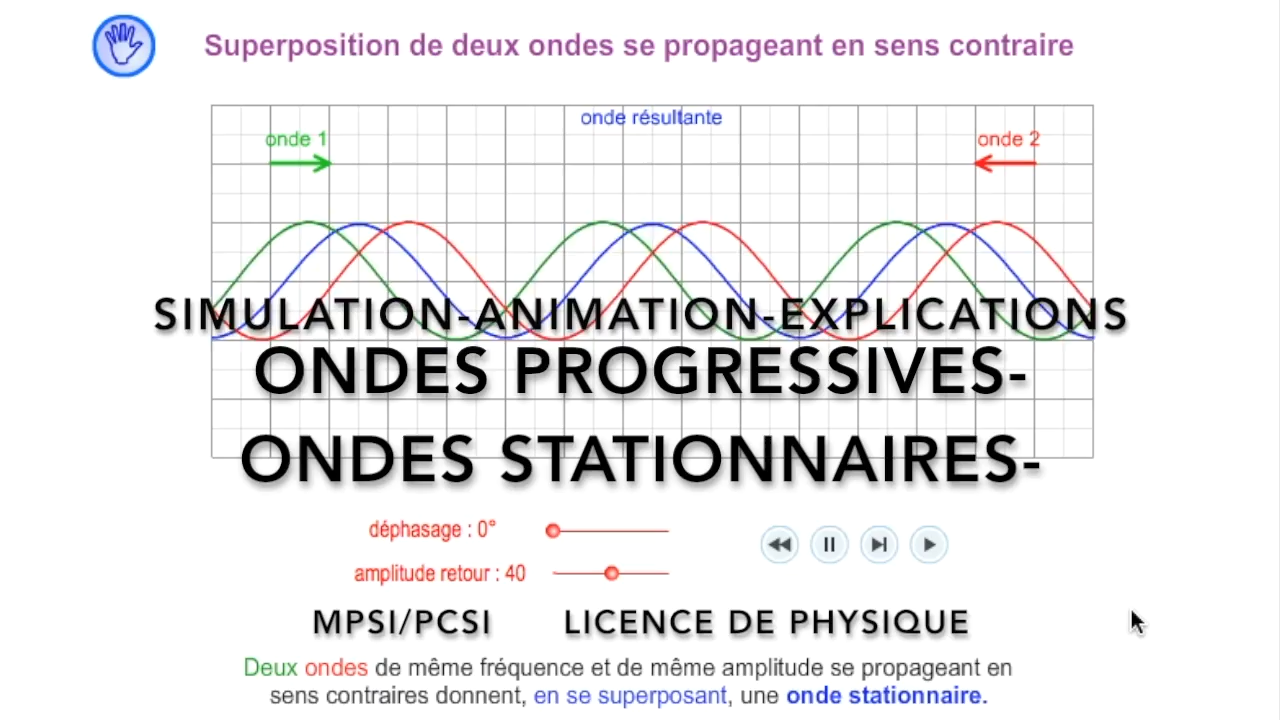 Superposition de deux ondes se propageant en sens contraire
onde résultante
onde 1
onde 2
SIMULATION-ANIMATION-EXPLICATIONS
ONDES PROGRESSIVES-
ONDES STATIONNAIRES-
déphasage : 0°
amplitude retour : 40
MPSI/PCSI LICENCE DE PHYSIQUE
Deux ondes de même fréquence et de même amplitude se propageant en
sens contraires donnent, en se superposant, une onde stationnaire.